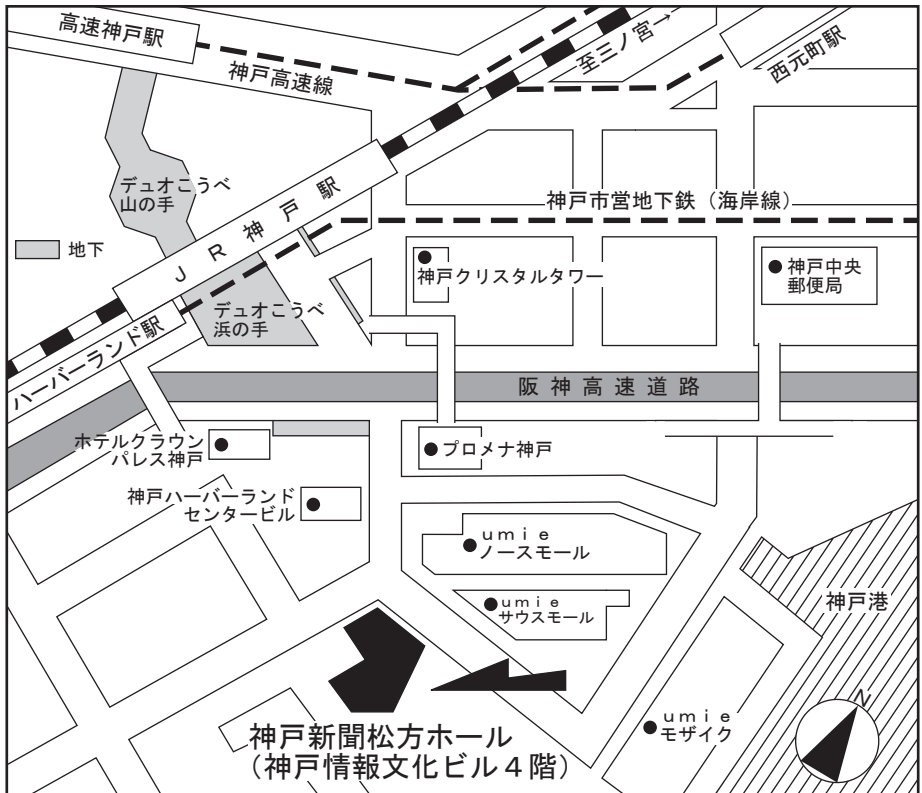 高速神戸駅
神戸高速線
至三ノ宮→
西元町駅
デュオこうべ
山の手
JR神戸駅
神戸市営地下鉄（海岸線）
地下
神戸クリスタルタワー
神戸中央
郵便局
デュオこうべ
浜の手
ハーバーランド駅
阪神高速道路
ホテルクラウン
パレス神戸
プロメナ神戸
神戸ハーバーランド
センタービル
umie
ノースモール
umie
サウスモール
神戸港
umie
モザイク
N
神戸新聞松方ホール
（神戸情報文化ビル４階）